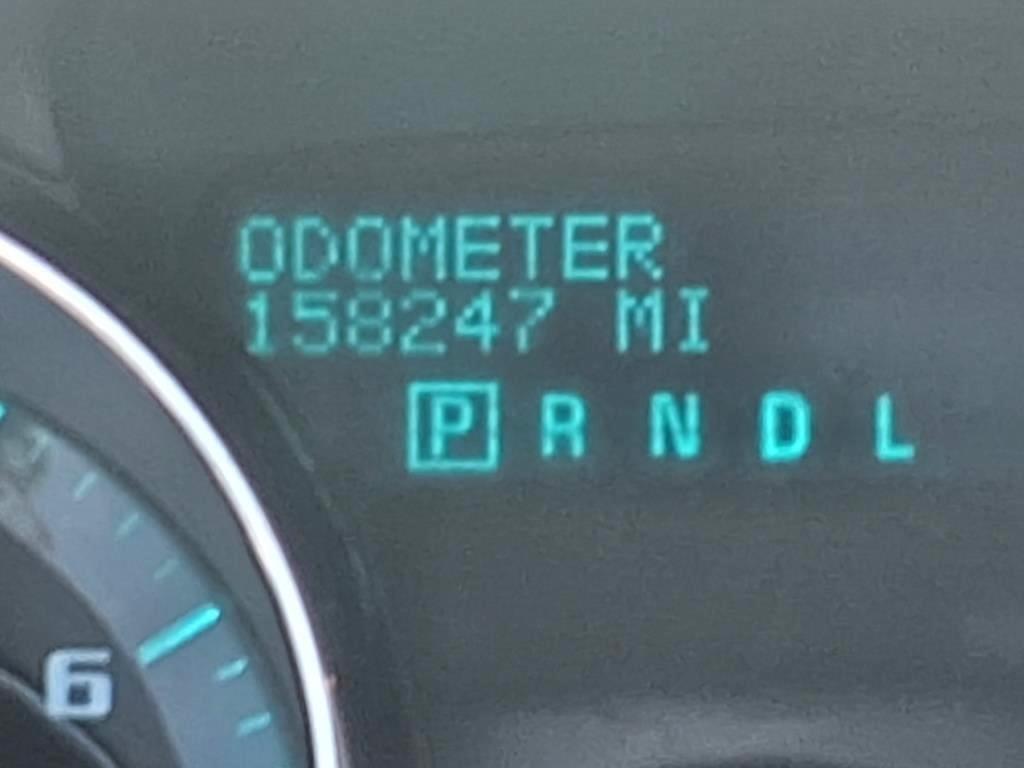 ODOMETER
158247 MI
P R N D L
6